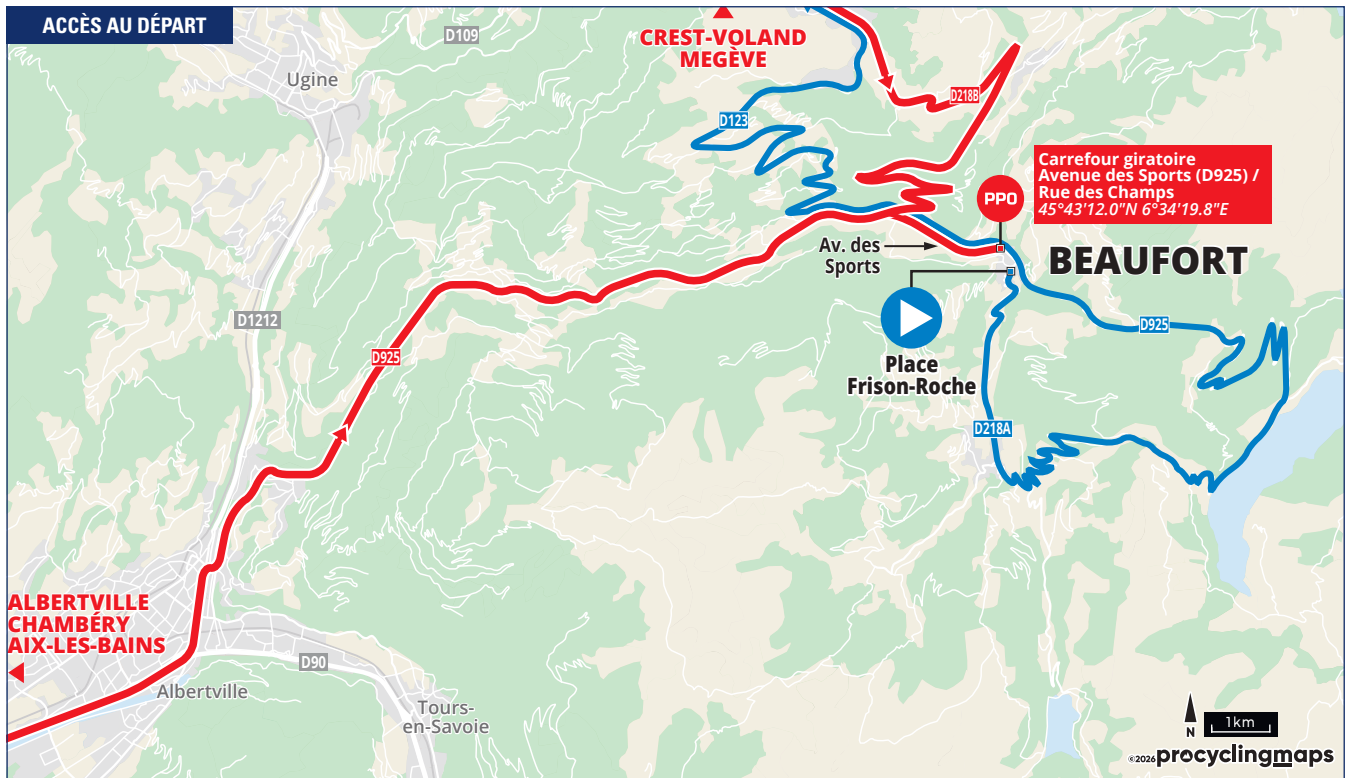 ACCÈS AU DÉPART
D109
CREST-VOLAND
MEGÈVE
Ugine
D218B
D123
Carrefour giratoire
Avenue des Sports (D925) /
Rue des Champs
45°43'12.0"N 6°34'19.8"E
PPO
Av. des
Sports
BEAUFORT
D1212
D925
Place
Frison-Roche
D925
D218A
ALBERTVILLE
CHAMBÉRY
AIX-LES-BAINS
D90
Albertville
Tours-
en-Savoie
N
1km
©2026 procyclingmaps